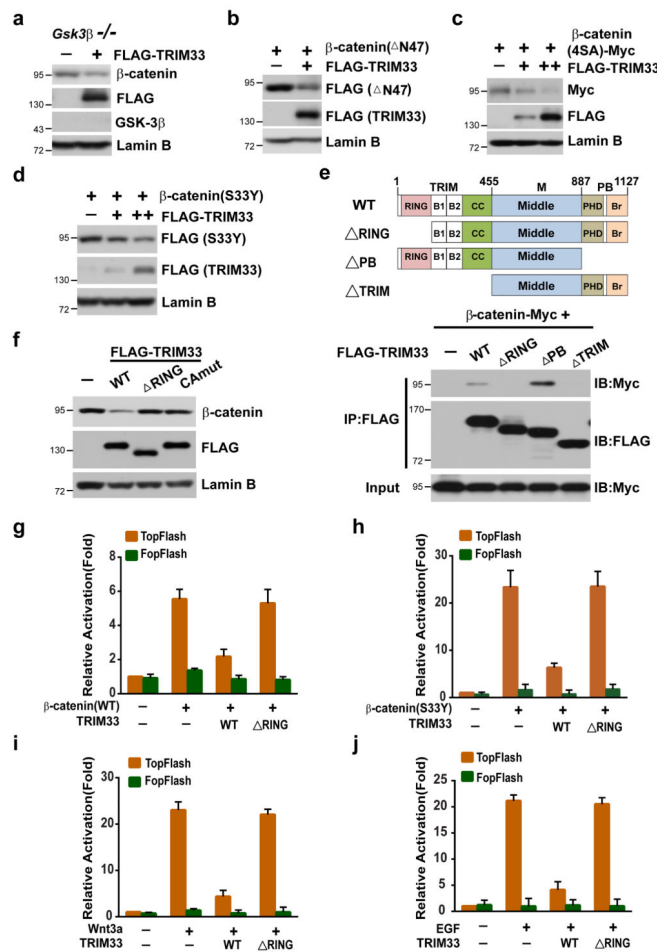 a
Gsk3β -/-
– + FLAG-TRIM33
95 β-catenin
130 FLAG
43 GSK-3β
72 Lamin B
b
+ + β-catenin(△N47)
– + FLAG-TRIM33
95 FLAG (△N47)
130 FLAG (TRIM33)
72 Lamin B
c
β-catenin
+ + + (4SA)-Myc
– + ++ FLAG-TRIM33
95 Myc
130 FLAG
72 Lamin B
d
+ + + β-catenin(S33Y)
– + ++ FLAG-TRIM33
95 FLAG (S33Y)
130 FLAG (TRIM33)
72 Lamin B
e
1 TRIM 455 M 887 PB 1127
WT RING B1 B2 CC Middle PHD Br
△RING B1 B2 CC Middle PHD Br
△PB RING B1 B2 CC Middle
△TRIM Middle PHD Br
β-catenin-Myc +
FLAG-TRIM33 – WT △RING △PB △TRIM
95 IB:Myc
170
IP:FLAG
130 IB:FLAG
72
Input 95 IB:Myc
f
FLAG-TRIM33
– WT △RING CAmut
95 β-catenin
130 FLAG
72 Lamin B
g
TopFlash
FopFlash
Relative Activation(Fold)
8
6
4
2
0
β-catenin(WT) – + + +
TRIM33 – – WT △RING
h
TopFlash
FopFlash
Relative Activation(Fold)
30
20
10
0
β-catenin(S33Y) – + + +
TRIM33 – – WT △RING
i
TopFlash
FopFlash
Relative Activation(Fold)
30
20
10
0
Wnt3a – + + +
TRIM33 – – WT △RING
j
TopFlash
FopFlash
Relative Activation(Fold)
25
20
15
10
5
0
EGF – + + +
TRIM33 – – WT △RING